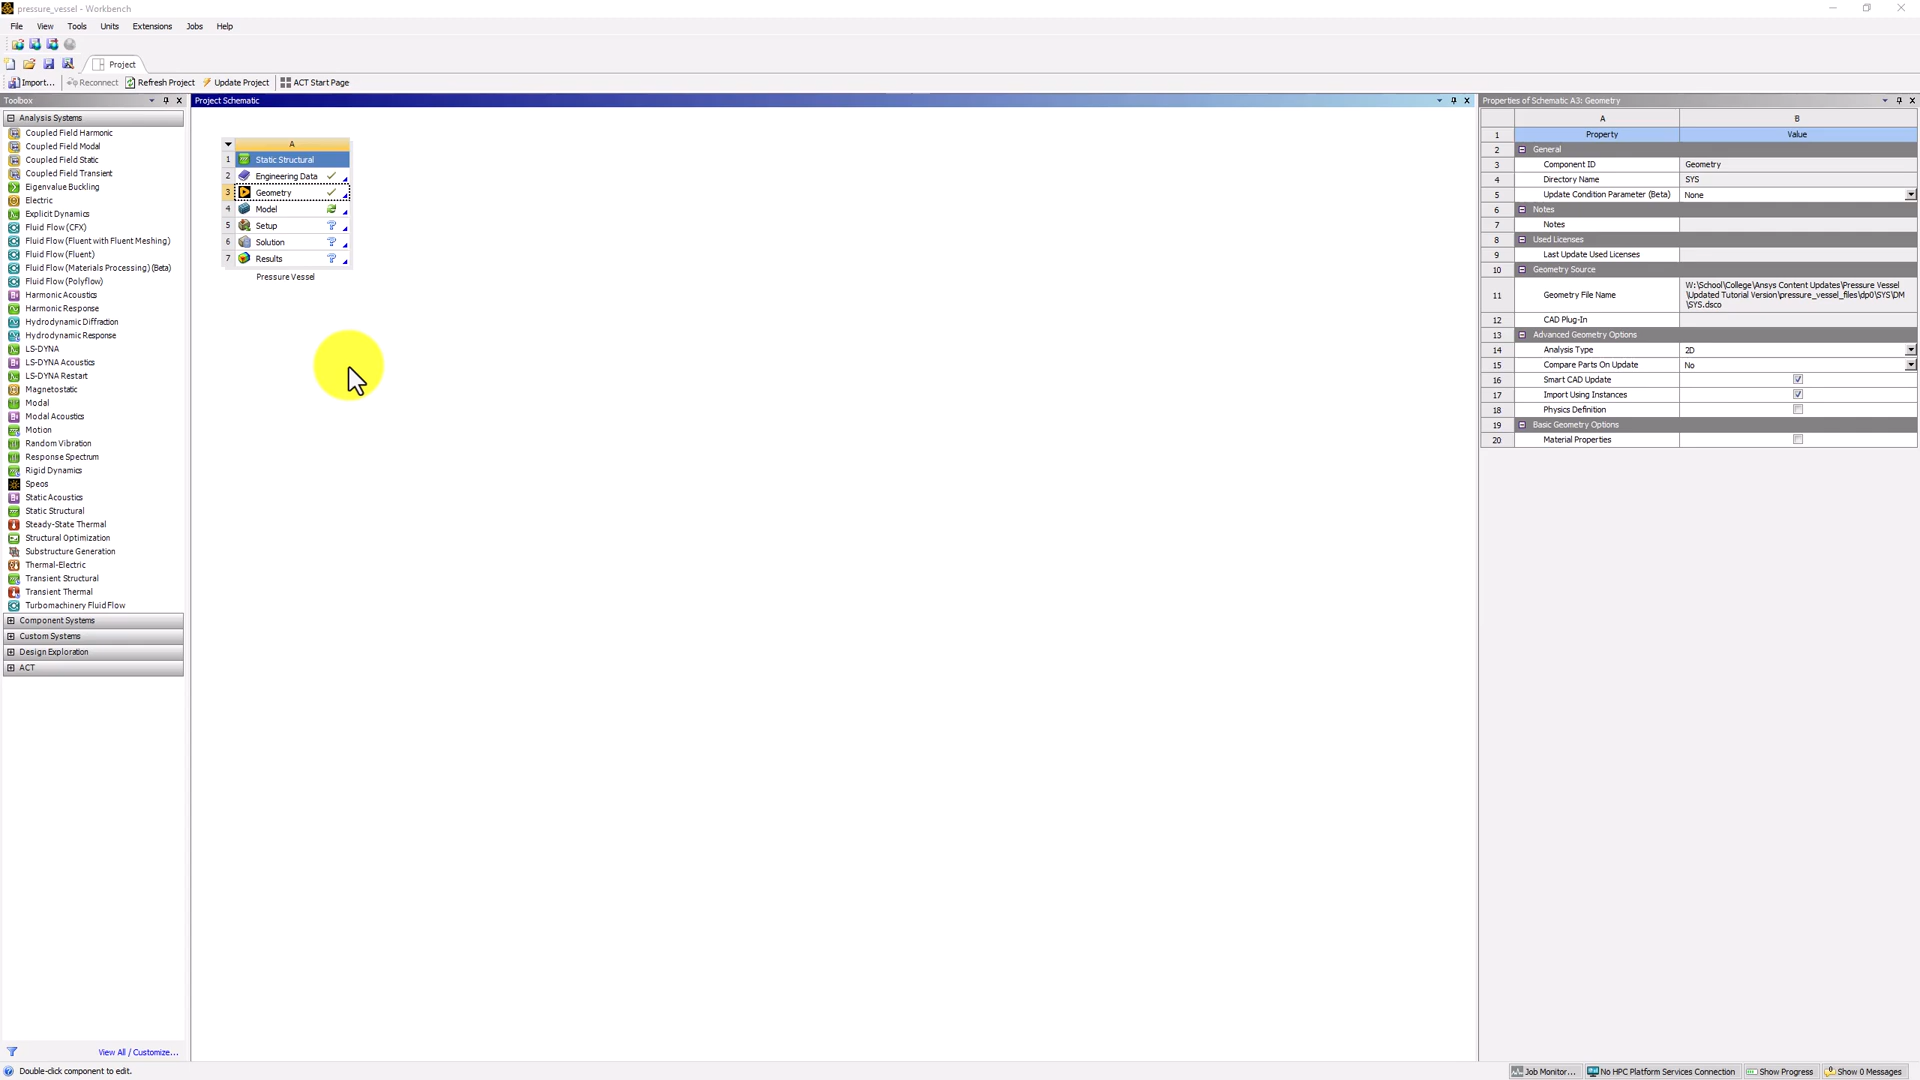 pressure_vessel - Workbench
File View Tools Units Extensions Jobs Help
Project
Import... Reconnect Refresh Project Update Project ACT Start Page
Toolbox
Analysis Systems
Coupled Field Harmonic
Coupled Field Modal
Coupled Field Static
Coupled Field Transient
Eigenvalue Buckling
Electric
Explicit Dynamics
Fluid Flow (CFX)
Fluid Flow (Fluent with Fluent Meshing)
Fluid Flow (Fluent)
Fluid Flow (Materials Processing) (Beta)
Fluid Flow (Polyflow)
Harmonic Acoustics
Harmonic Response
Hydrodynamic Diffraction
Hydrodynamic Response
LS-DYNA
LS-DYNA Acoustics
LS-DYNA Restart
Magnetostatic
Modal
Modal Acoustics
Motion
Random Vibration
Response Spectrum
Rigid Dynamics
Speos
Static Acoustics
Static Structural
Steady-State Thermal
Structural Optimization
Substructure Generation
Thermal-Electric
Transient Structural
Transient Thermal
Turbomachinery Fluid Flow
Component Systems
Custom Systems
Design Exploration
ACT
View All / Customize...
Project Schematic
A
1 Static Structural
2 Engineering Data
3 Geometry
4 Model
5 Setup ?
6 Solution ?
7 Results ?
Pressure Vessel
Properties of Schematic A3: Geometry
A B
1 Property Value
2 General
3 Component ID Geometry
4 Directory Name SYS
5 Update Condition Parameter (Beta) None
6 Notes
7 Notes
8 Used Licenses
9 Last Update Used Licenses
10 Geometry Source
11 Geometry File Name W:\School\College\Ansys Content Updates\Pressure Vessel
\Updated Tutorial Version\pressure_vessel_files\dp0\SYS\DM
\SYS.dsco
12 CAD Plug-In
13 Advanced Geometry Options
14 Analysis Type 2D
15 Compare Parts On Update No
16 Smart CAD Update
17 Import Using Instances
18 Physics Definition
19 Basic Geometry Options
20 Material Properties
Double-click component to edit.
Job Monitor... No HPC Platform Services Connection Show Progress Show 0 Messages